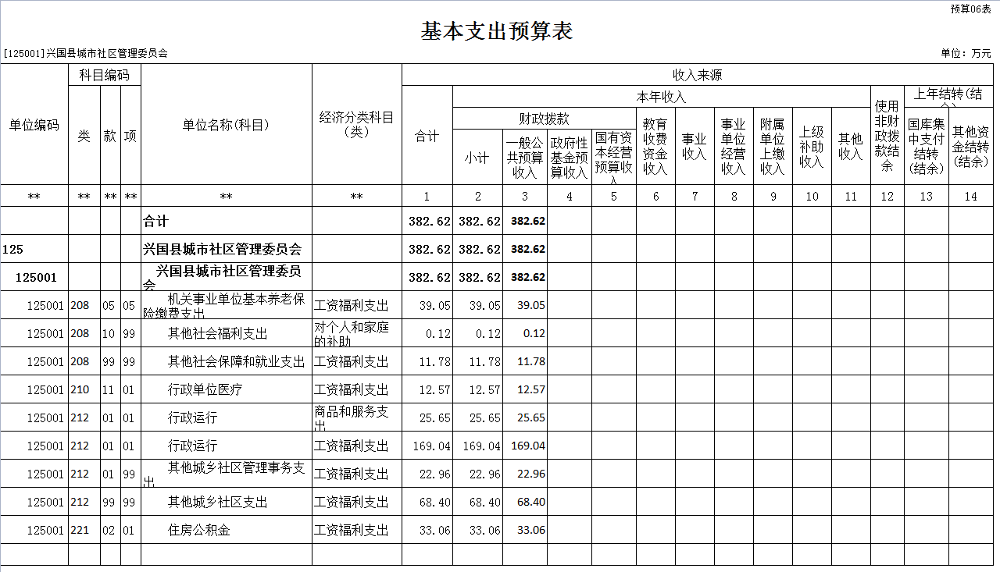 预算06表
基本支出预算表
[125001]兴国县城市社区管理委员会
单位：万元
单位编码
科目编码
类
款
项
单位名称(科目)
经济分类科目
(类)
收入来源
合计
本年收入
财政拨款
小计
一般公
共预算
收入
政府性
基金预
算收入
国有资
本经营
预算收
入
教育
收费
资金
收入
事业
收入
事业
单位
经营
收入
附属
单位
上缴
收入
上级
补助
收入
其他
收入
使用
非财
政拨
款结
余
上年结转(结
国库集
中支付
结转
(结余)
其他资
金结转
(结余)
** ** ** ** ** ** 1 2 3 4 5 6 7 8 9 10 11 12 13 14
合计 382.62 382.62 382.62
125 兴国县城市社区管理委员会 382.62 382.62 382.62
125001 兴国县城市社区管理委员
会 382.62 382.62 382.62
125001 208 05 05 机关事业单位基本养老保
险缴费支出 工资福利支出 39.05 39.05 39.05
125001 208 10 99 其他社会福利支出 对个人和家庭
的补助 0.12 0.12 0.12
125001 208 99 99 其他社会保障和就业支出 工资福利支出 11.78 11.78 11.78
125001 210 11 01 行政单位医疗 工资福利支出 12.57 12.57 12.57
125001 212 01 01 行政运行 商品和服务支
出 25.65 25.65 25.65
125001 212 01 01 行政运行 工资福利支出 169.04 169.04 169.04
125001 212 01 99 其他城乡社区管理事务支
出 工资福利支出 22.96 22.96 22.96
125001 212 99 99 其他城乡社区支出 工资福利支出 68.40 68.40 68.40
125001 221 02 01 住房公积金 工资福利支出 33.06 33.06 33.06